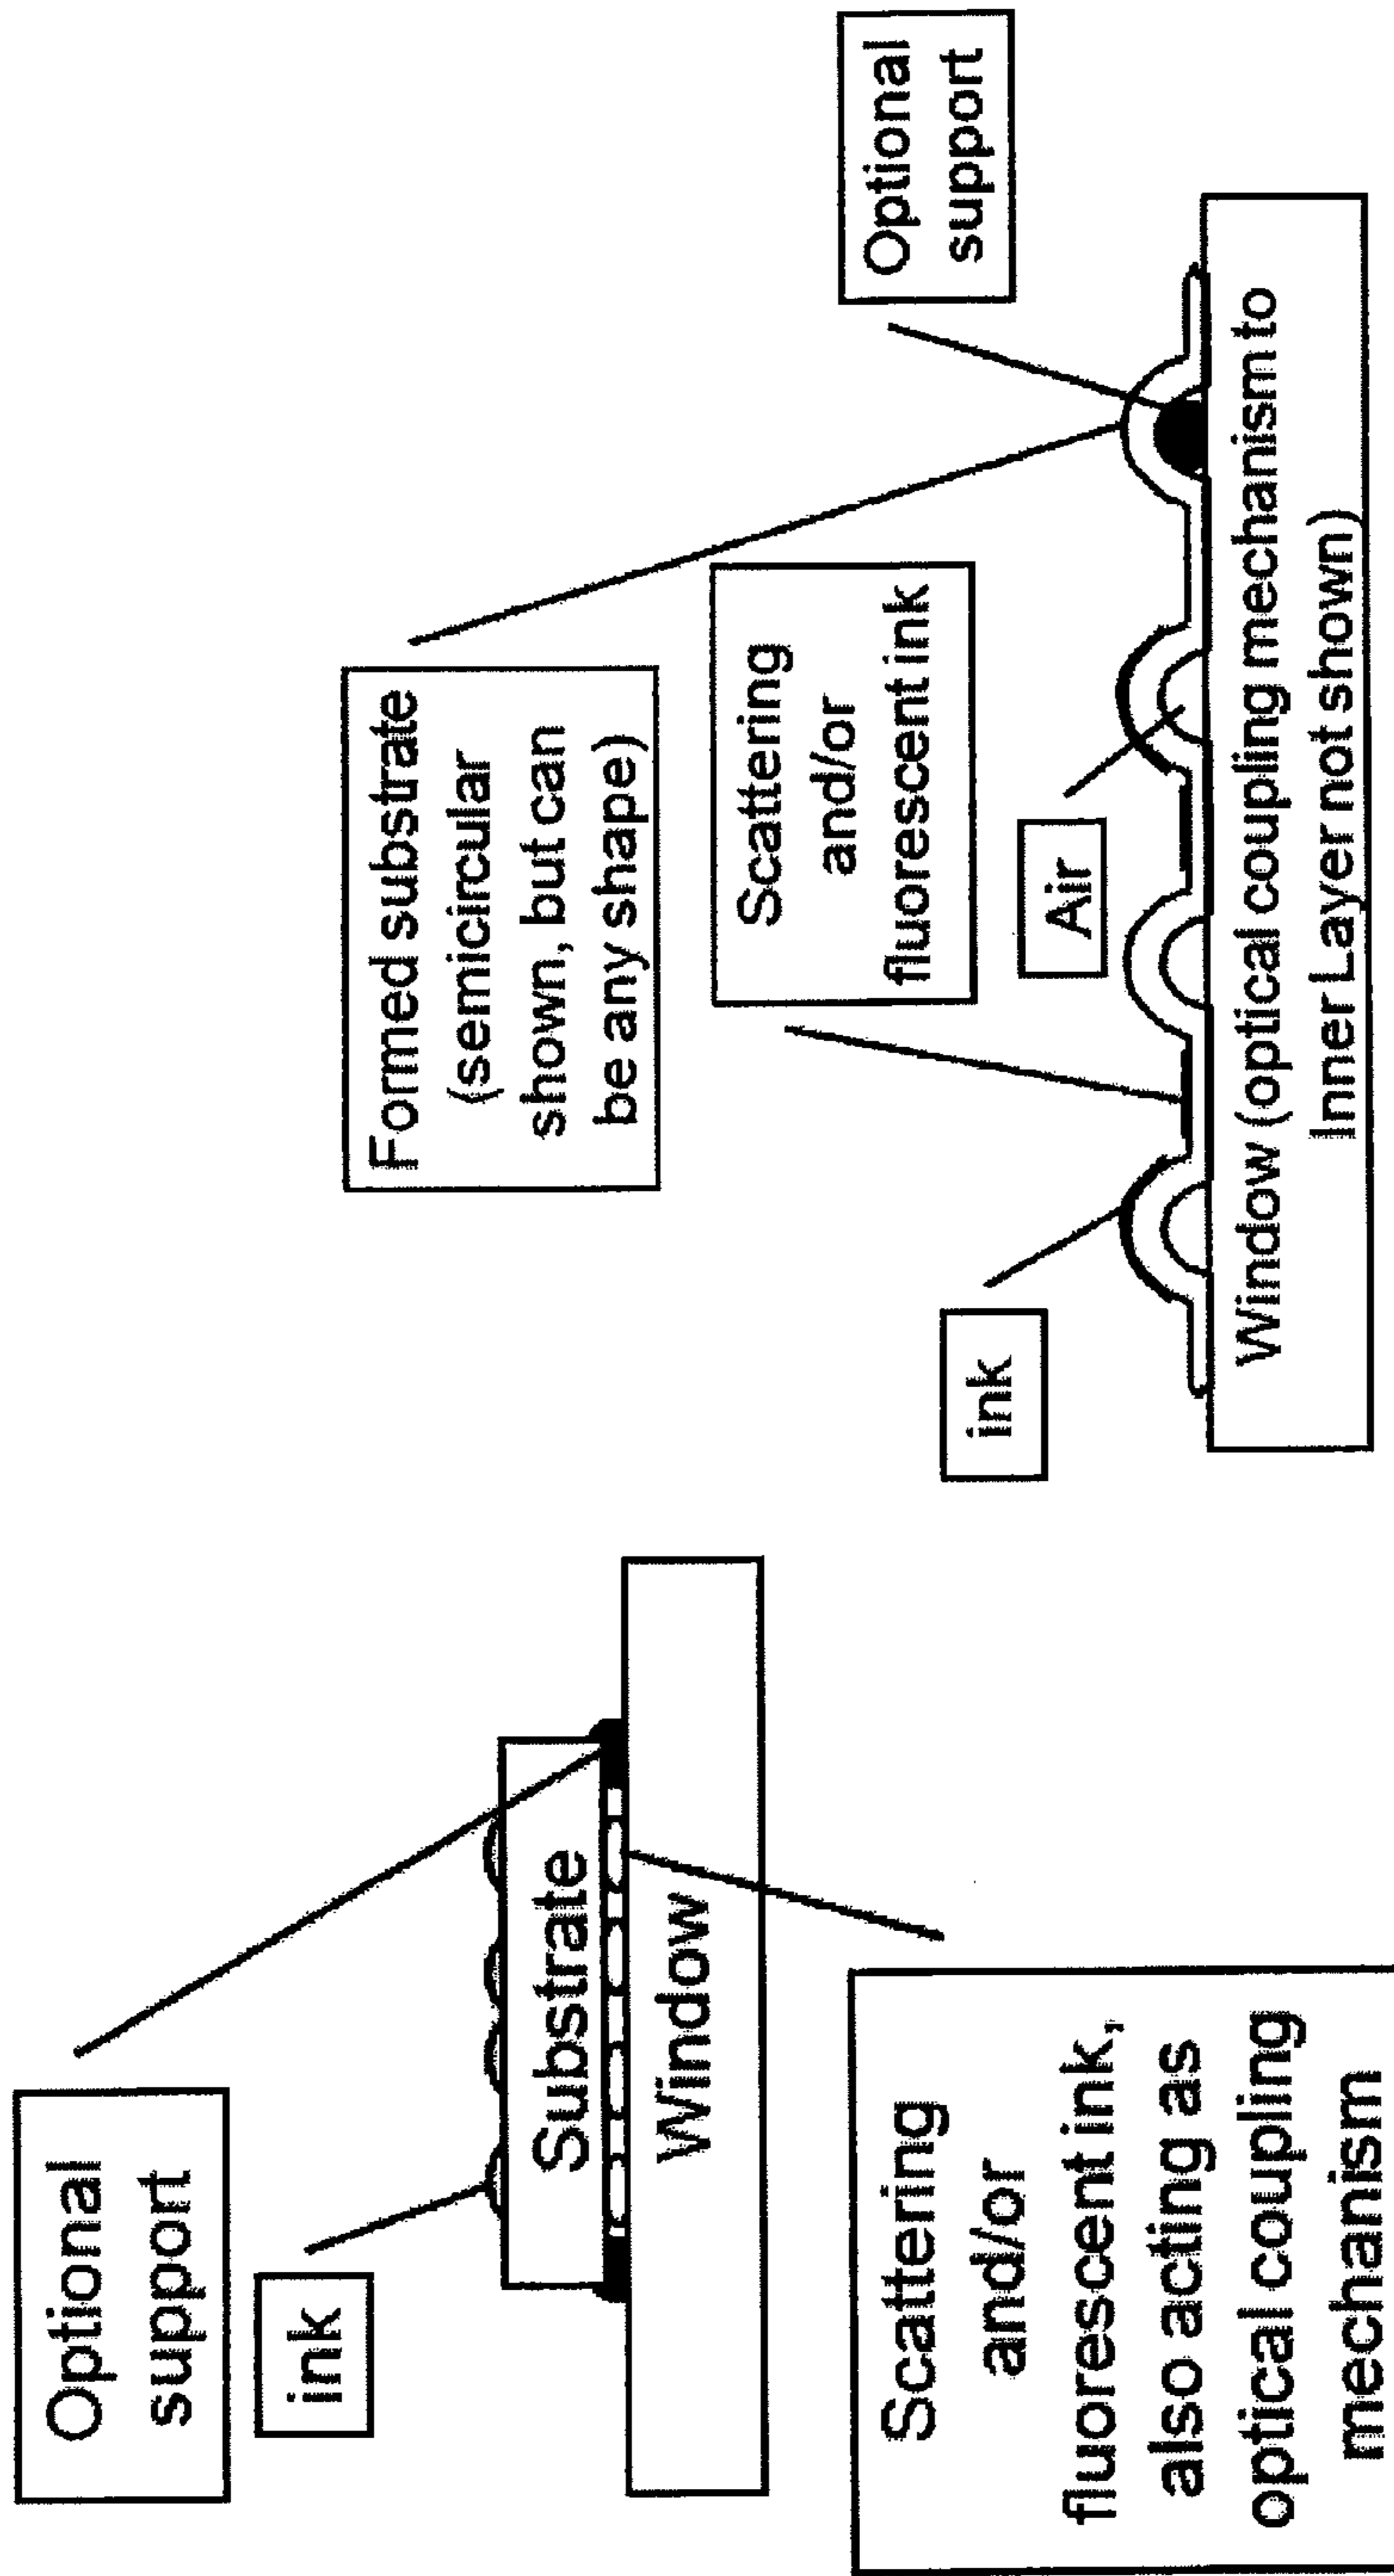 Optional
support
ink
Substrate
Window
Scattering
and/or
fluorescent ink,
also acting as
optical coupling
mechanism
Formed substrate
(semicircular
shown, but can
be any shape)
Scattering
and/or
fluorescent ink
Optional
support
Air
ink
Window (optical coupling mechanism to
Inner Layer not shown)